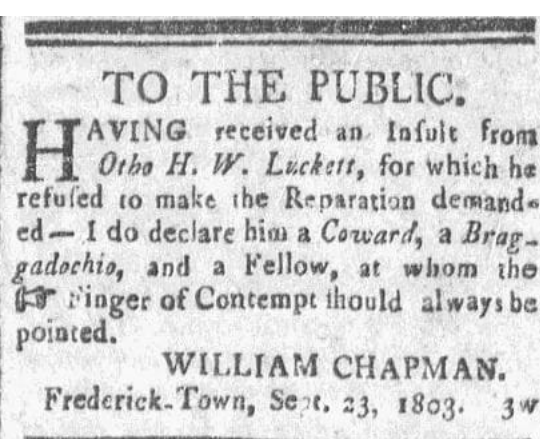 TO THE PUBLIC.
HAVING received an Inſult from
Otho H. W. Luckett, for which he
refuſed to make the Reparation demand-
ed— I do declare him a Coward, a Brag-
gadochio, and a Fellow, at whom the
☞ Finger of Contempt ſhould always be
pointed.
WILLIAM CHAPMAN.
Frederick-Town, Sept. 23, 1803. 3w